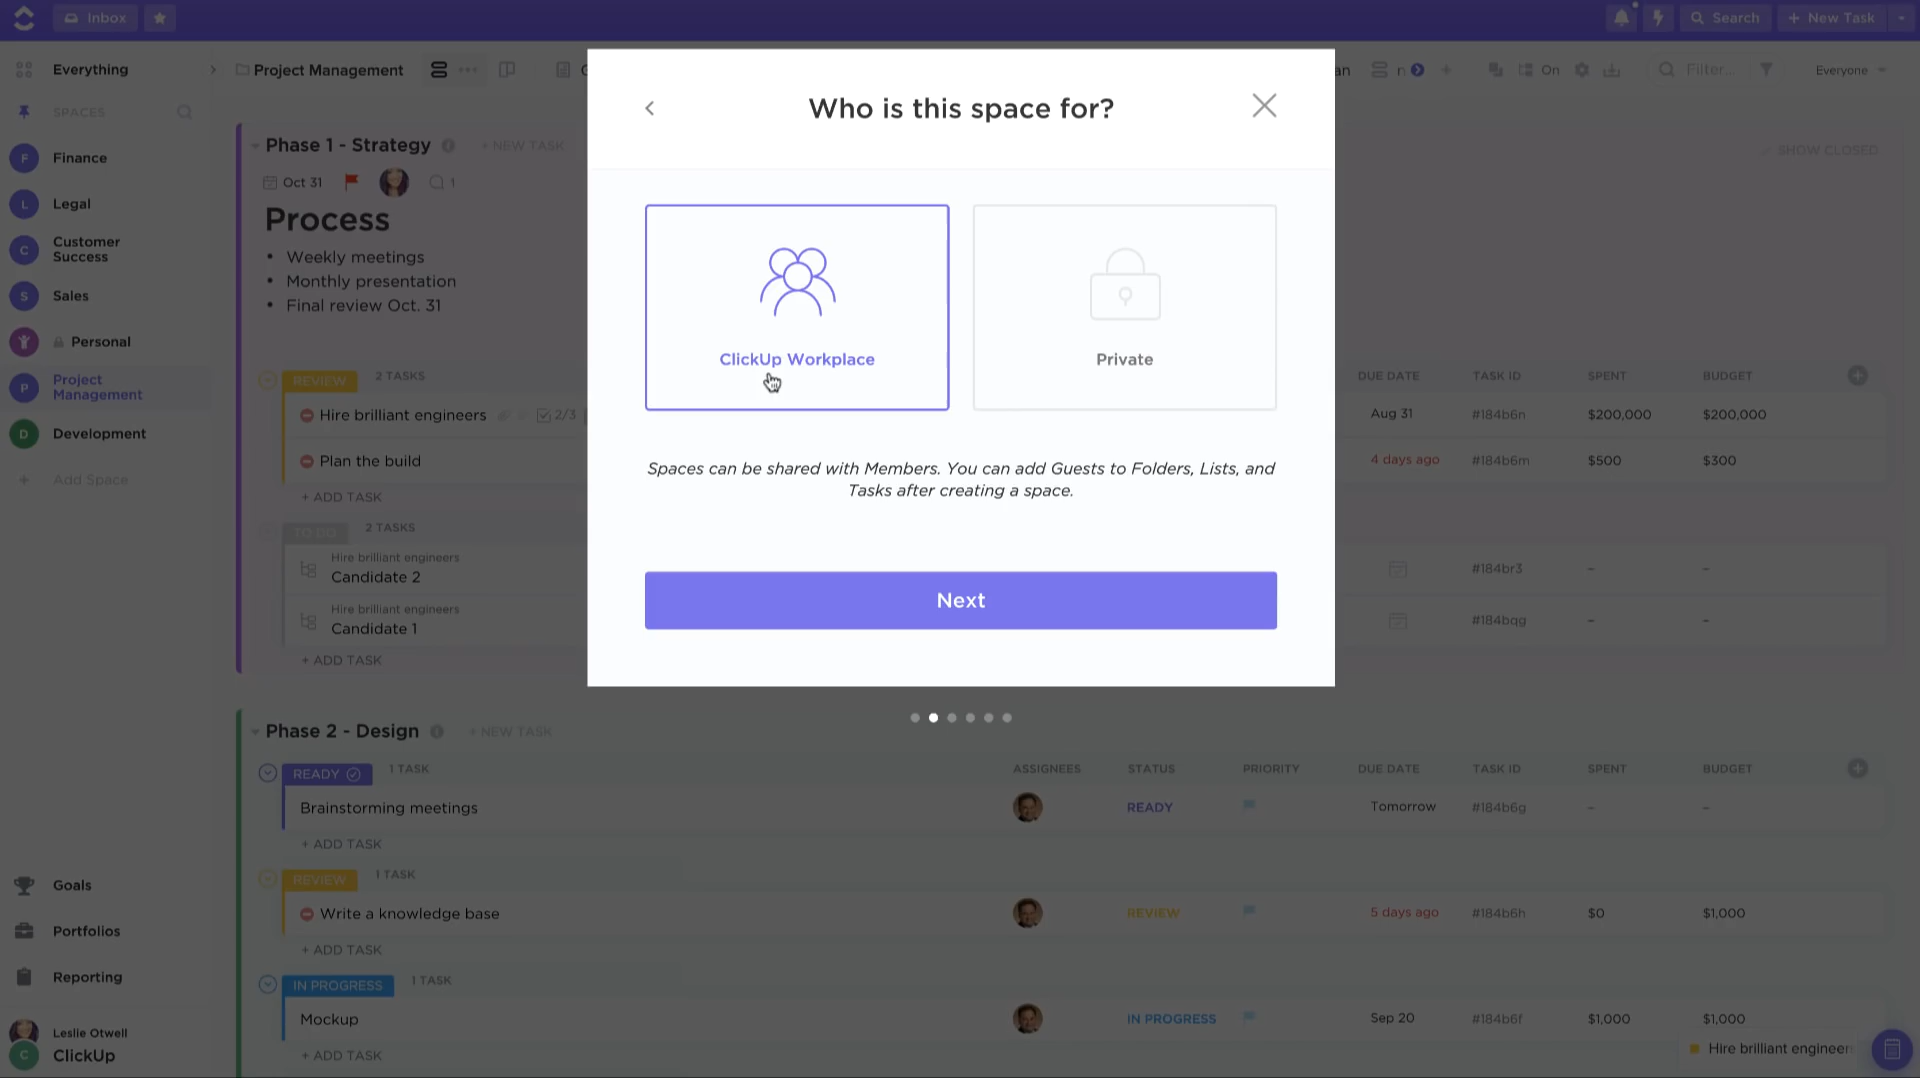 Inbox
Search
+ New Task
Everything
Project Management
On
Filter...
Everyone
SPACES
F Finance
L Legal
C Customer
Success
S Sales
Personal
P Project
Management
D Development
+ Add Space
Goals
Portfolios
Reporting
Leslie Otwell
C ClickUp
Phase 1 - Strategy
+ NEW TASK
SHOW CLOSED
Oct 31
1
Process
• Weekly meetings
• Monthly presentation
• Final review Oct. 31
REVIEW 2 TASKS DUE DATE TASK ID SPENT BUDGET
Hire brilliant engineers 2/3 Aug 31 #184b6n $200,000 $200,000
Plan the build 4 days ago #184b6m $500 $300
+ ADD TASK
TO DO 2 TASKS
Hire brilliant engineers
Candidate 2 #184br3 – –
Hire brilliant engineers
Candidate 1 #184bqg – –
+ ADD TASK
Who is this space for?
ClickUp Workplace
Private
Spaces can be shared with Members. You can add Guests to Folders, Lists, and
Tasks after creating a space.
Next
Phase 2 - Design
+ NEW TASK
READY 1 TASK ASSIGNEES STATUS PRIORITY DUE DATE TASK ID SPENT BUDGET
Brainstorming meetings READY Tomorrow #184b6g – –
+ ADD TASK
REVIEW 1 TASK
Write a knowledge base REVIEW 5 days ago #184b6h $0 $1,000
+ ADD TASK
IN PROGRESS 1 TASK
Mockup IN PROGRESS Sep 20 #184b6f $1,000 $1,000
+ ADD TASK
Hire brilliant engineer